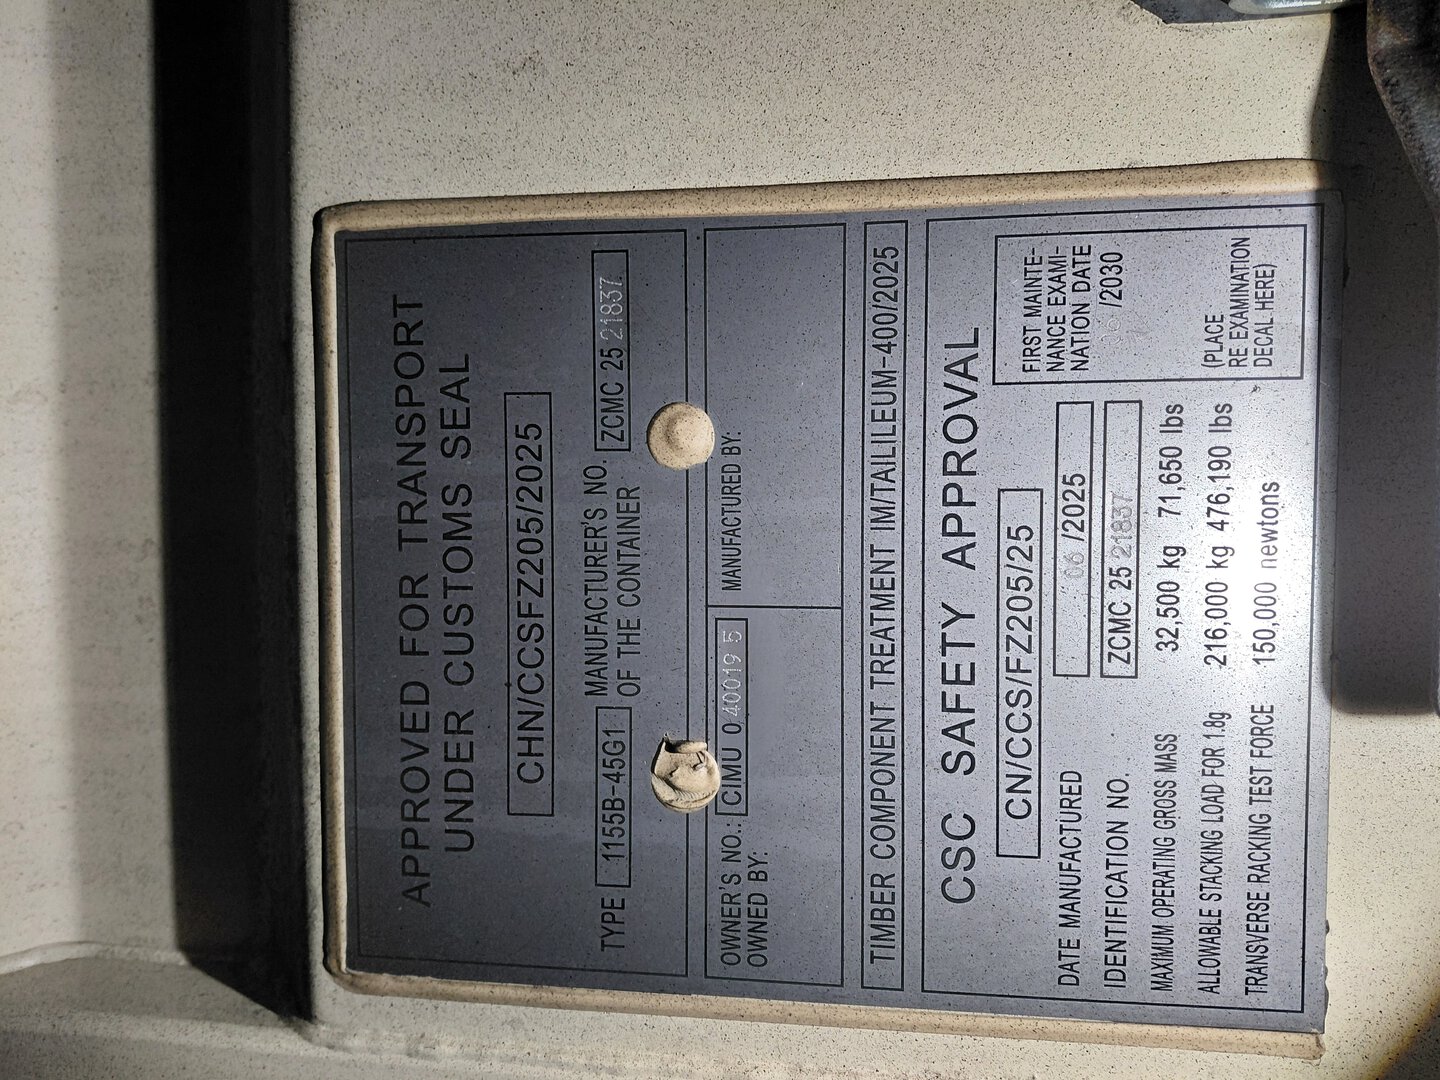 APPROVED FOR TRANSPORT
UNDER CUSTOMS SEAL
CHN/CCSFZ205/2025
TYPE 1155B-45G1 MANUFACTURER'S NO. OF THE CONTAINER ZCMC 25 21837
OWNER'S NO.: CIMU 0 40019 5
OWNED BY:
MANUFACTURED BY:
TIMBER COMPONENT TREATMENT IM/TAILILEUM-400/2025
CSC SAFETY APPROVAL
CN/CCS/FZ205/25
DATE MANUFACTURED 06 /2025
IDENTIFICATION NO. ZCMC 25 21837
MAXIMUM OPERATING GROSS MASS 32,500 kg 71,650 lbs
ALLOWABLE STACKING LOAD FOR 1.8g 216,000 kg 476,190 lbs
TRANSVERSE RACKING TEST FORCE 150,000 newtons
FIRST MAINTE-
NANCE EXAMI-
NATION DATE
/2030
(PLACE
RE EXAMINATION
DECAL HERE)